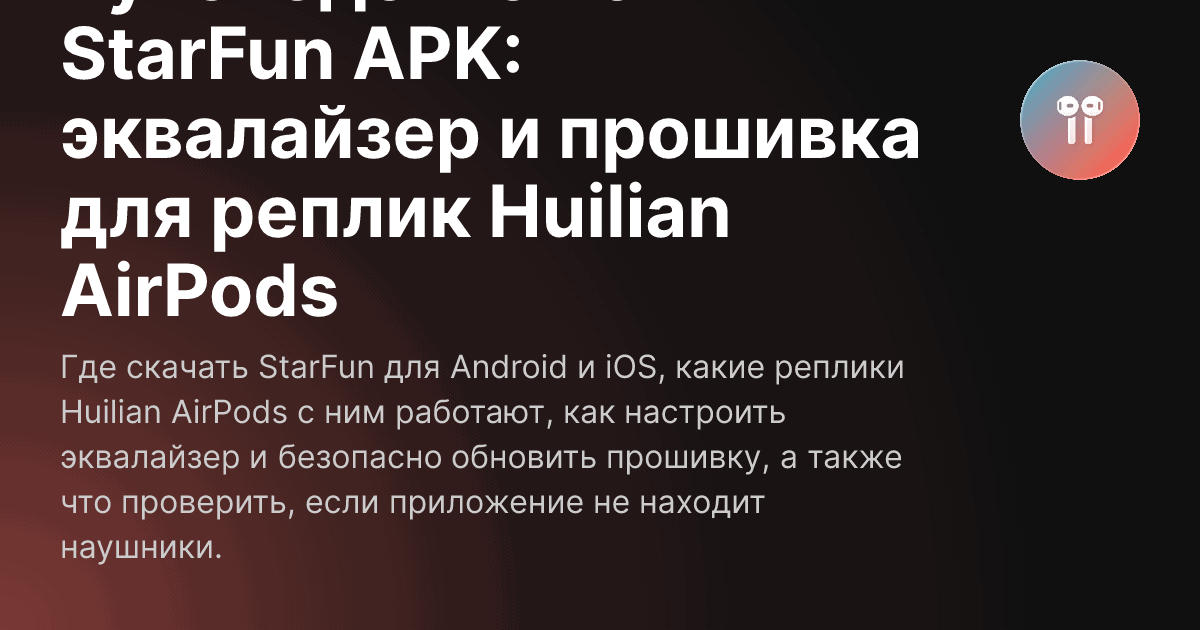 StarFun APK:
эквалайзер и прошивка
для реплик Huilian
AirPods
Где скачать StarFun для Android и iOS, какие реплики
Huilian AirPods с ним работают, как настроить
эквалайзер и безопасно обновить прошивку, а также
что проверить, если приложение не находит
наушники.